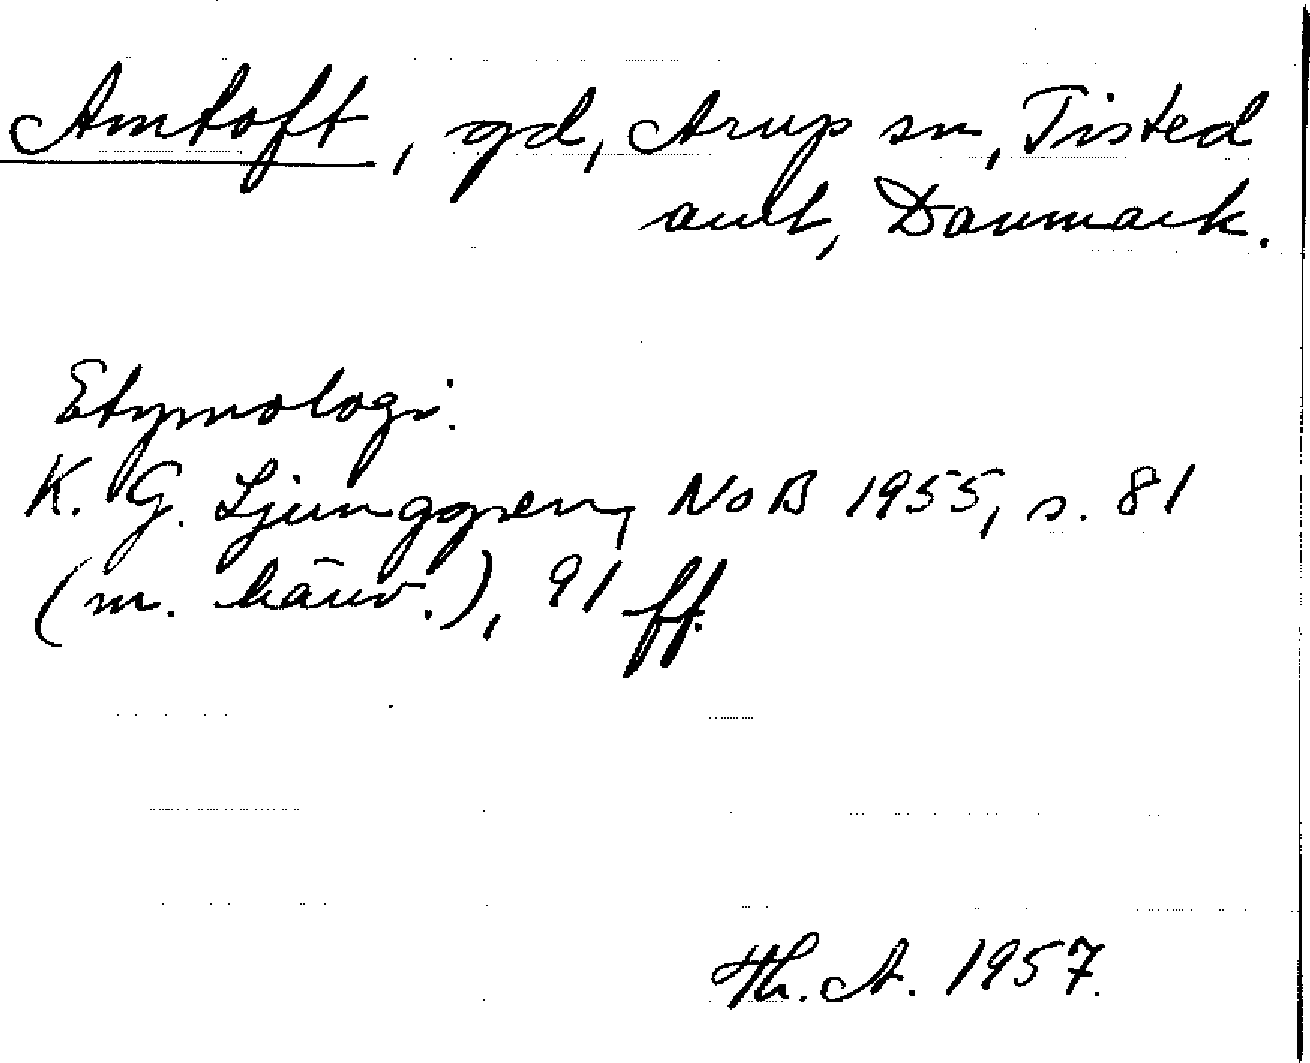 Amtoft, gd, Arup sn, Tisted
amt, Danmark.
Etymologi:
K. G. Ljunggren, NoB 1955, s. 81
(m. hänv.), 91 ff.
Th. A. 1957.